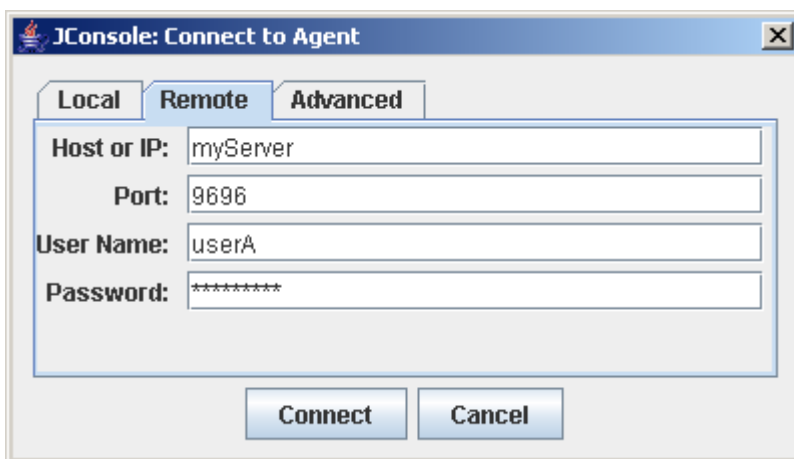 JConsole: Connect to Agent
Local Remote Advanced
Host or IP: myServer
Port: 9696
User Name: userA
Password: *********
Connect Cancel